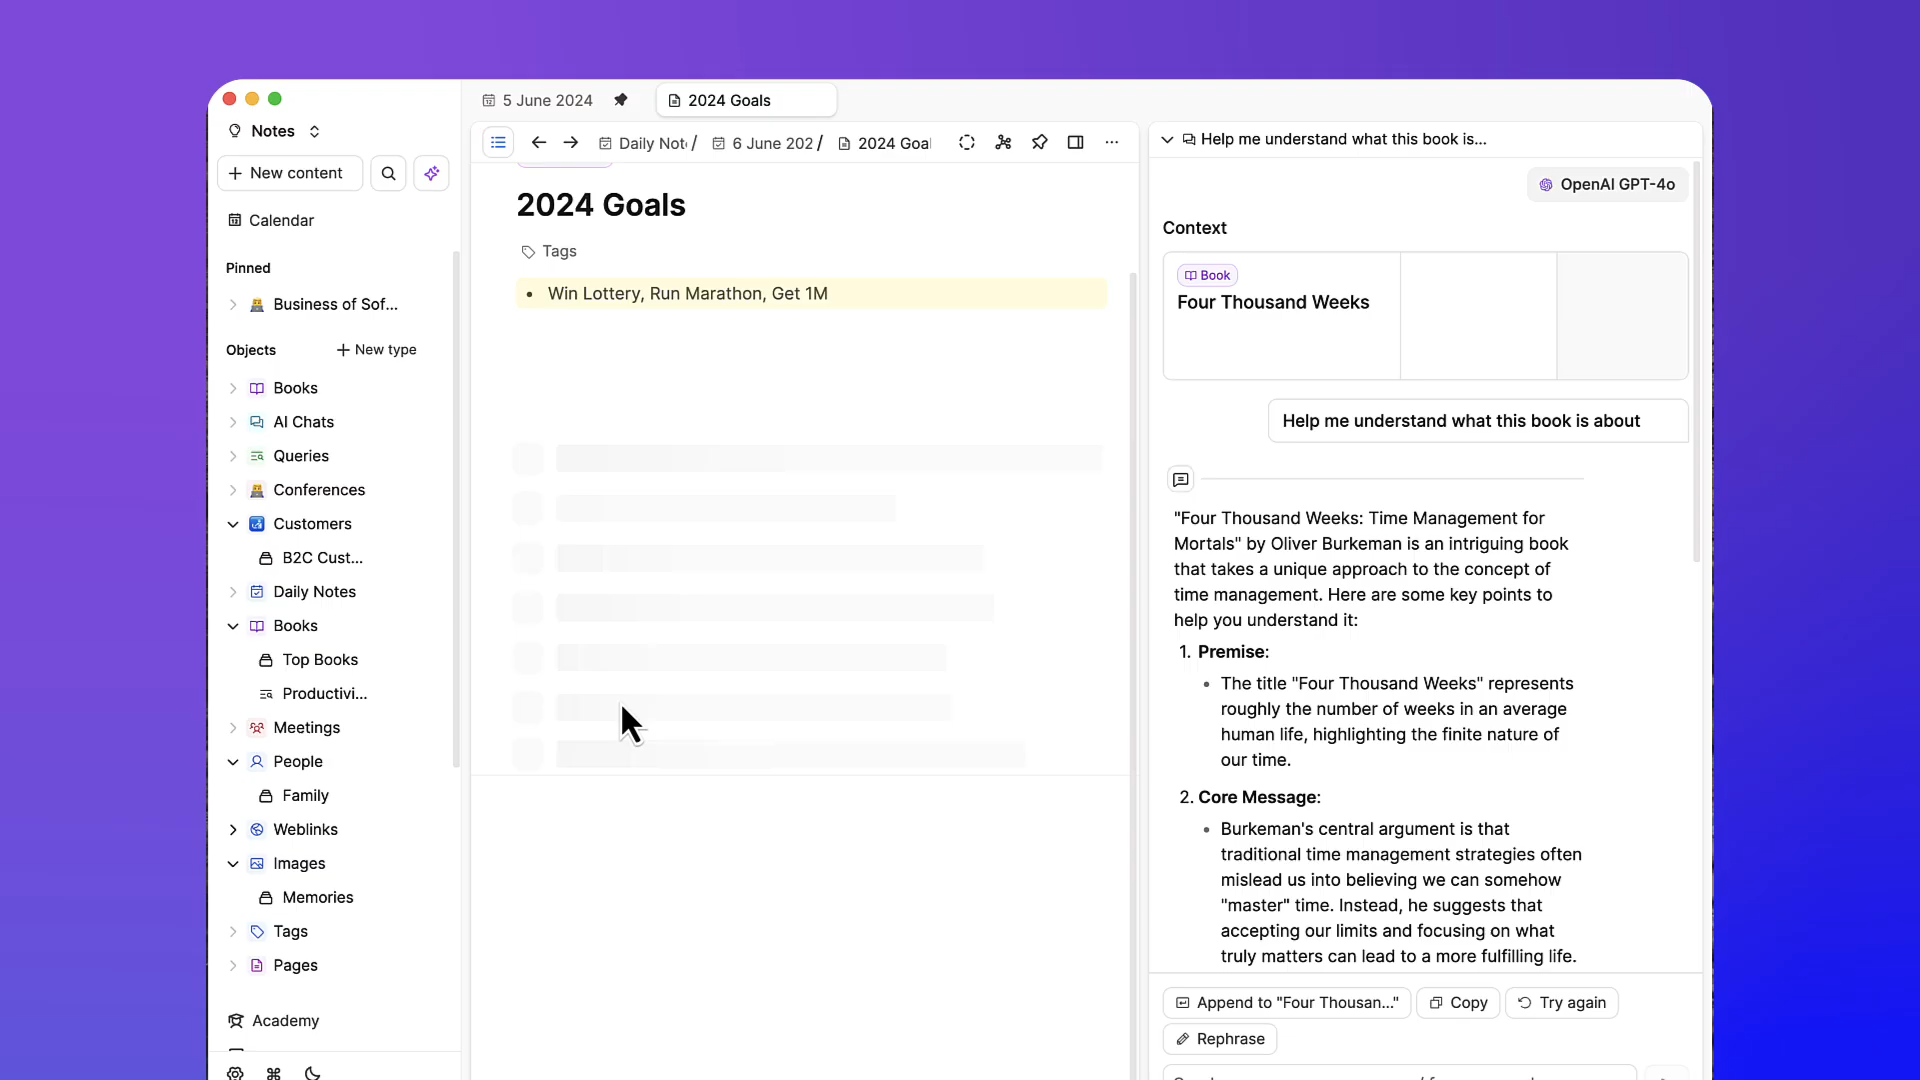 Notes
New content
Calendar
Pinned
Business of Sof...
Objects
New type
Books
AI Chats
Queries
Conferences
Customers
B2C Cust...
Daily Notes
Books
Top Books
Productivi...
Meetings
People
Family
Weblinks
Images
Memories
Tags
Pages
Academy
5 June 2024
2024 Goals
Daily Not /
6 June 202 /
2024 Goa
2024 Goals
Tags
• Win Lottery, Run Marathon, Get 1M
Help me understand what this book is...
OpenAI GPT-4o
Context
Book
Four Thousand Weeks
Help me understand what this book is about
"Four Thousand Weeks: Time Management for
Mortals" by Oliver Burkeman is an intriguing book
that takes a unique approach to the concept of
time management. Here are some key points to
help you understand it:
1. Premise:
• The title "Four Thousand Weeks" represents
roughly the number of weeks in an average
human life, highlighting the finite nature of
our time.
2. Core Message:
• Burkeman's central argument is that
traditional time management strategies often
mislead us into believing we can somehow
"master" time. Instead, he suggests that
accepting our limits and focusing on what
truly matters can lead to a more fulfilling life.
Append to "Four Thousan..."
Copy
Try again
Rephrase